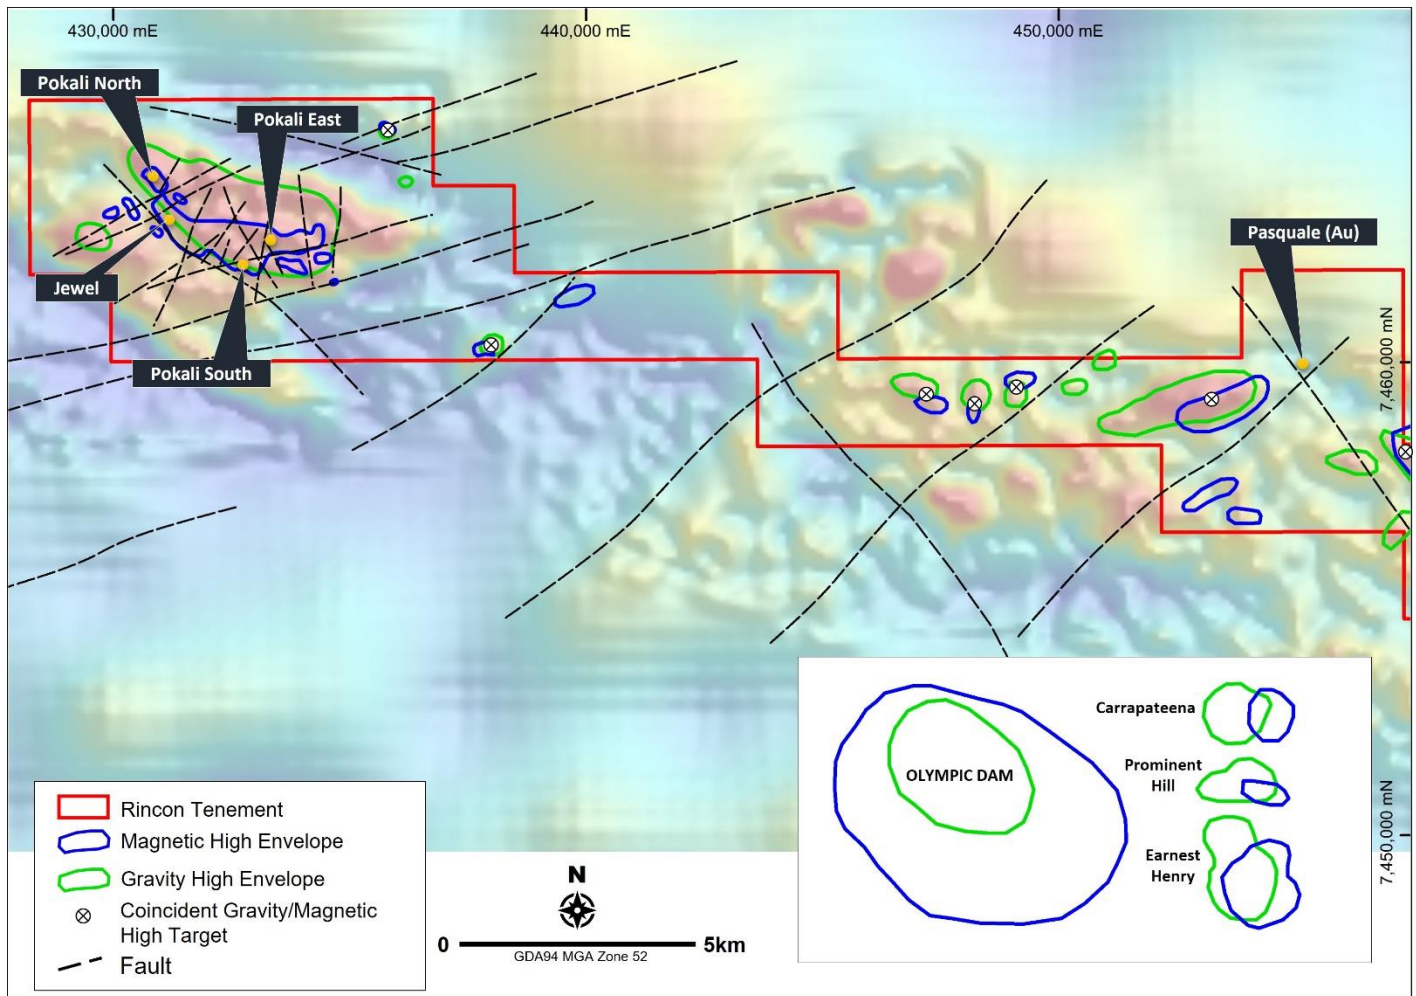 430,000 mE
440,000 mE
450,000 mE
Pokali North
Pokali East
Pasquale (Au)
Jewel
Pokali South
7,460,000 mN
OLYMPIC DAM
Carrapateena
Prominent
Hill
Earnest
Henry
7,450,000 mN
Rincon Tenement
Magnetic High Envelope
Gravity High Envelope
Coincident Gravity/Magnetic
High Target
Fault
N
0 5km
GDA94 MGA Zone 52